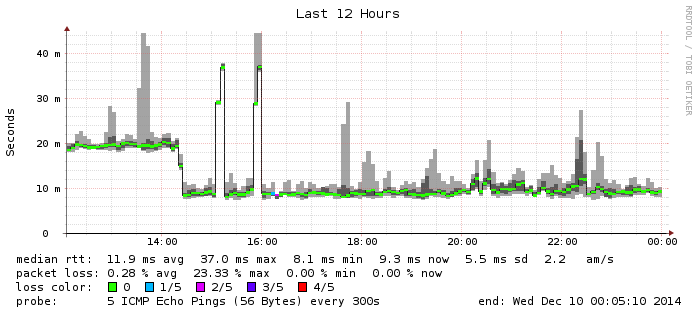 Last 12 Hours
RRDTOOL / TOBI OETIKER
Seconds
40 m
30 m
20 m
10 m
0
14:00 16:00 18:00 20:00 22:00 00:00
median rtt: 11.9 ms avg 37.0 ms max 8.1 ms min 9.3 ms now 5.5 ms sd 2.2 am/s
packet loss: 0.28 % avg 23.33 % max 0.00 % min 0.00 % now
loss color: 0 1/5 2/5 3/5 4/5
probe: 5 ICMP Echo Pings (56 Bytes) every 300s end: Wed Dec 10 00:05:10 2014